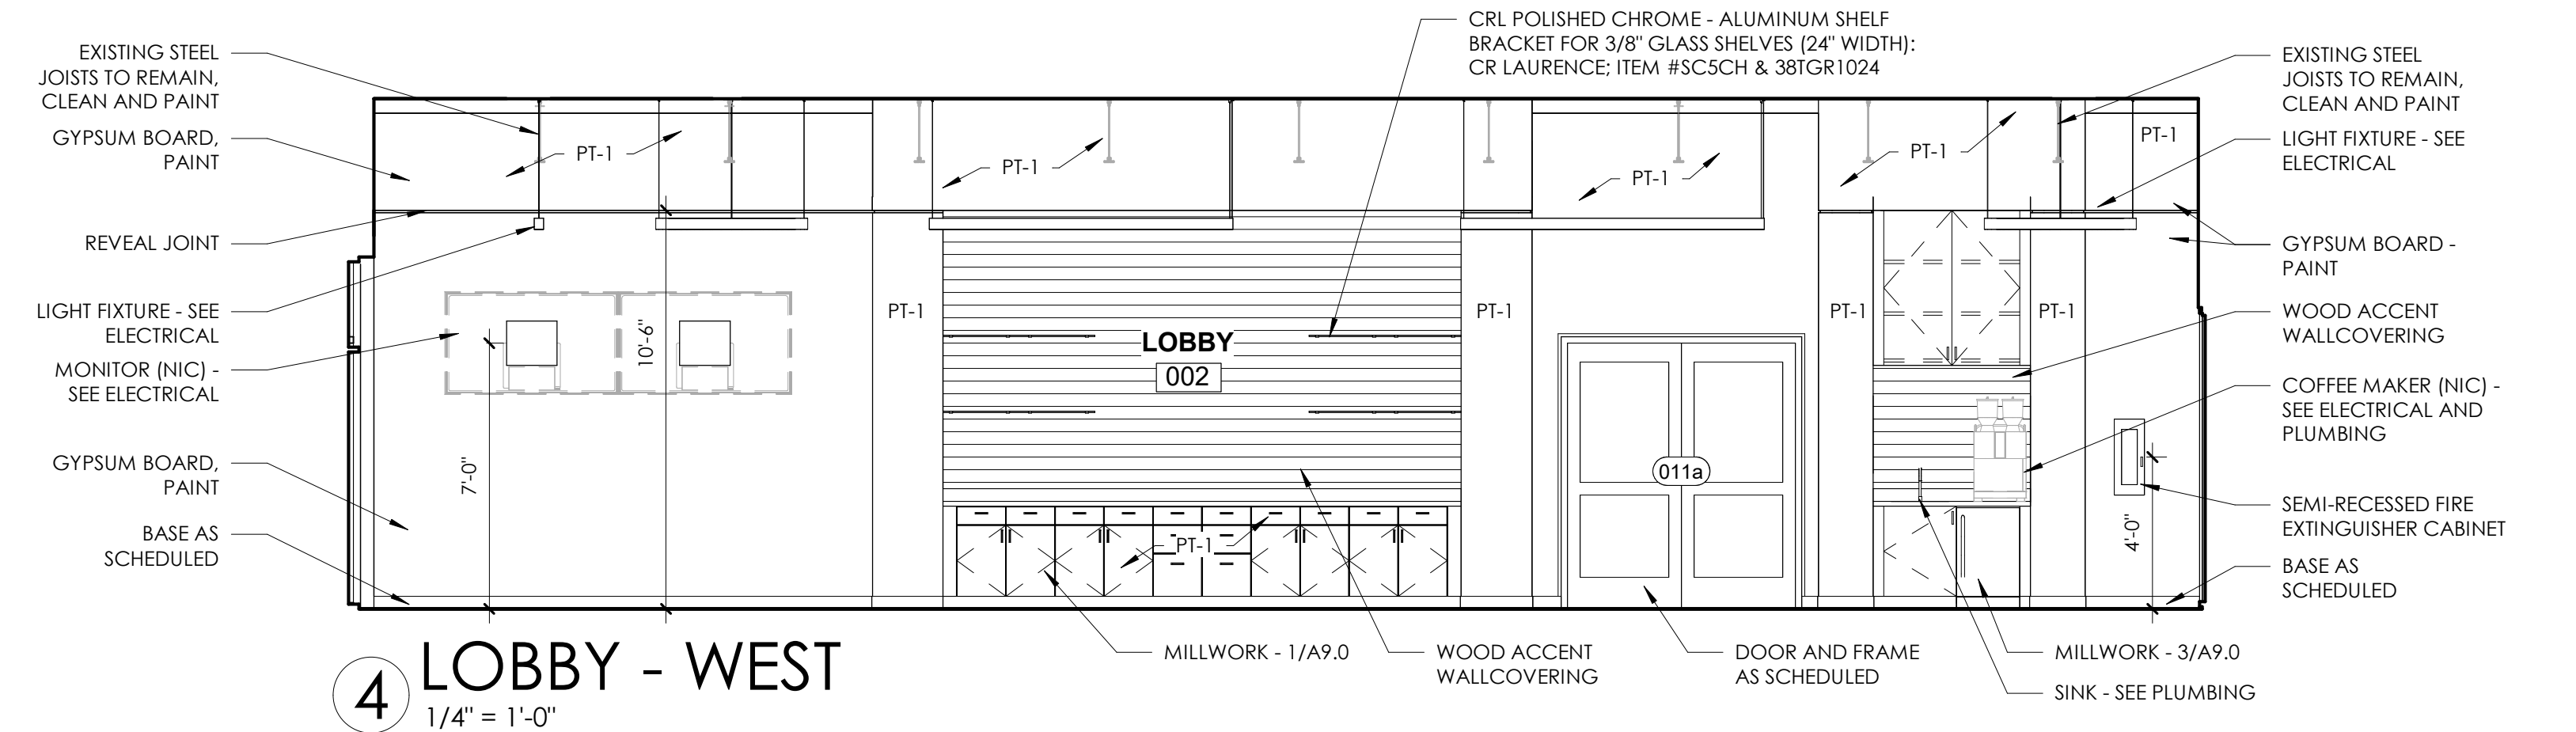 CRL POLISHED CHROME - ALUMINUM SHELF
BRACKET FOR 3/8" GLASS SHELVES (24" WIDTH):
CR LAURENCE; ITEM #SC5CH & 38TGR1024
EXISTING STEEL
JOISTS TO REMAIN,
CLEAN AND PAINT
GYPSUM BOARD,
PAINT
REVEAL JOINT
LIGHT FIXTURE - SEE
ELECTRICAL
MONITOR (NIC) -
SEE ELECTRICAL
GYPSUM BOARD,
PAINT
BASE AS
SCHEDULED
PT-1
PT-1
PT-1
PT-1
PT-1
PT-1
PT-1
PT-1
PT-1
10'-6"
7'-0"
LOBBY
002
PT-1
011a
4'-0"
EXISTING STEEL
JOISTS TO REMAIN,
CLEAN AND PAINT
LIGHT FIXTURE - SEE
ELECTRICAL
GYPSUM BOARD -
PAINT
WOOD ACCENT
WALLCOVERING
COFFEE MAKER (NIC) -
SEE ELECTRICAL AND
PLUMBING
SEMI-RECESSED FIRE
EXTINGUISHER CABINET
BASE AS
SCHEDULED
MILLWORK - 1/A9.0
WOOD ACCENT
WALLCOVERING
DOOR AND FRAME
AS SCHEDULED
MILLWORK - 3/A9.0
SINK - SEE PLUMBING
4
LOBBY - WEST
1/4" = 1'-0"